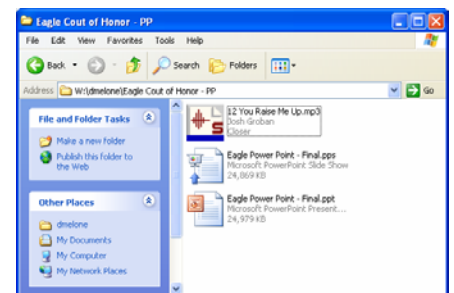 Eagle Cout of Honor - PP
File Edit View Favorites Tools Help
Back Search Folders
Address W:\dmelone\Eagle Cout of Honor - PP Go
File and Folder Tasks
Make a new folder
Publish this folder to
the Web
Other Places
dmelone
My Documents
My Computer
My Network Places
12 You Raise Me Up.mp3
Josh Groban
Closer
Eagle Power Point - Final.pps
Microsoft PowerPoint Slide Show
24,869 KB
Eagle Power Point - Final.ppt
Microsoft PowerPoint Present...
24,979 KB